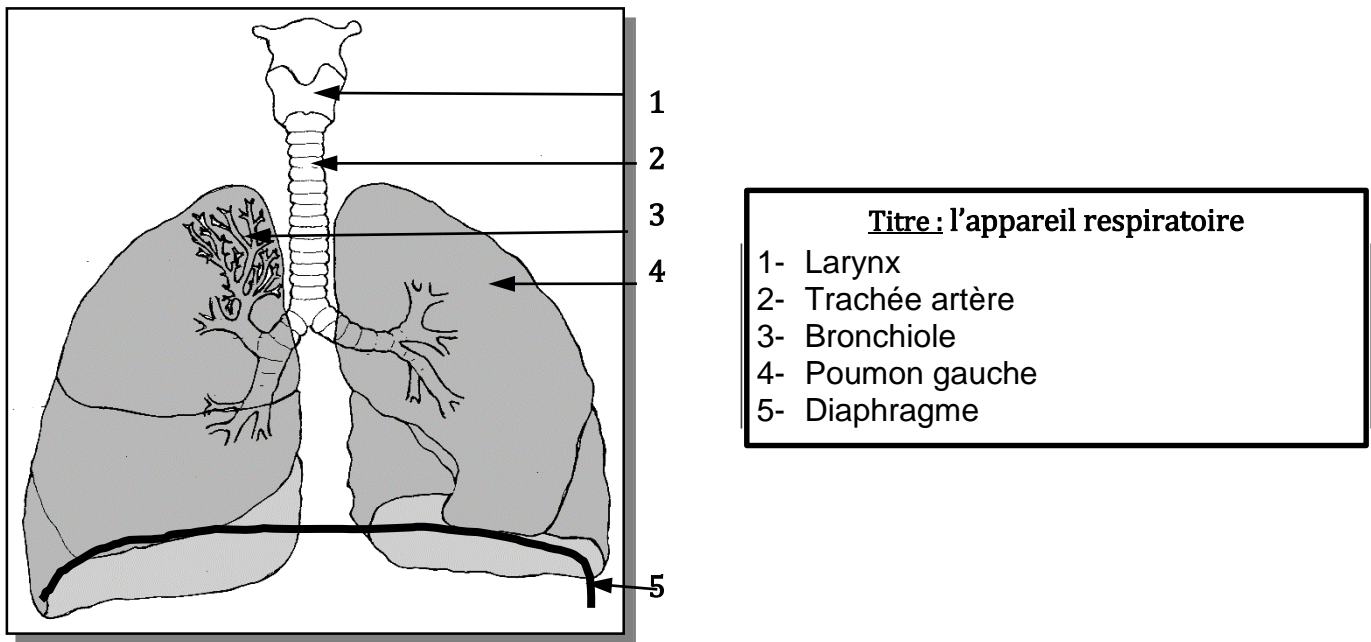 1
2
3
4
5
Titre : l’appareil respiratoire
1- Larynx
2- Trachée artère
3- Bronchiole
4- Poumon gauche
5- Diaphragme